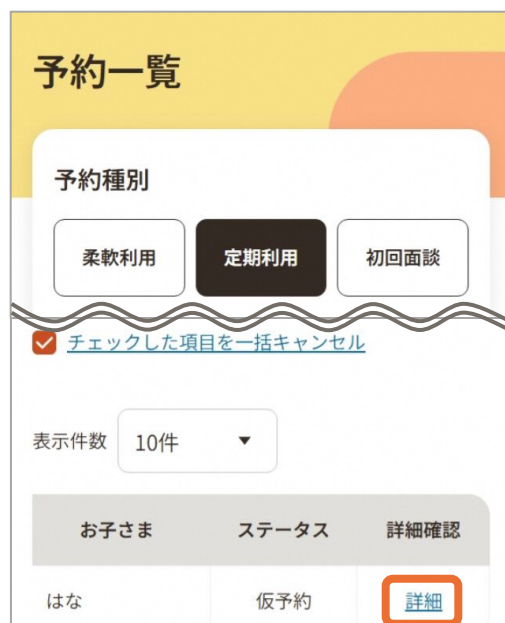 予約一覧
予約種別
柔軟利用 定期利用 初回面談
チェックした項目を一括キャンセル
表示件数 10件
お子さま ステータス 詳細確認
はな 仮予約 詳細